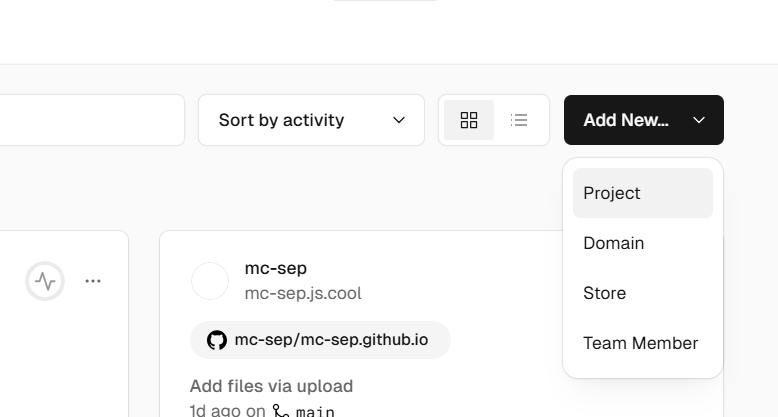 Sort by activity
Add New...
Project
Domain
Store
Team Member
mc-sep
mc-sep.js.cool
mc-sep/mc-sep.github.io
Add files via upload
1d ago on main